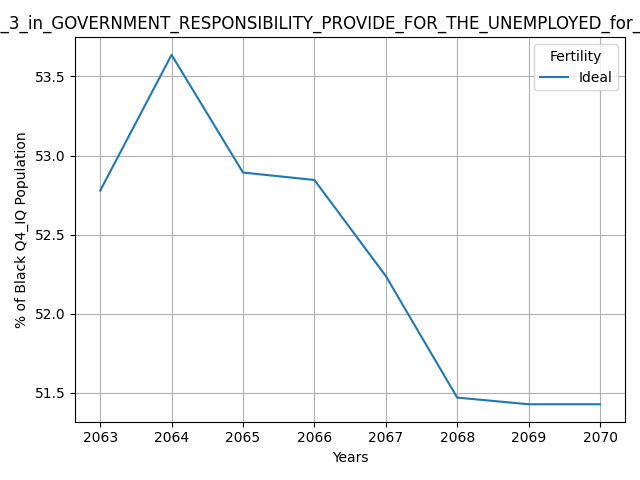 _3_in_GOVERNMENT_RESPONSIBILITY_PROVIDE_FOR_THE_UNEMPLOYED_for_
Fertility
Ideal
% of Black Q4_IQ Population
53.5
53.0
52.5
52.0
51.5
2063 2064 2065 2066 2067 2068 2069 2070
Years